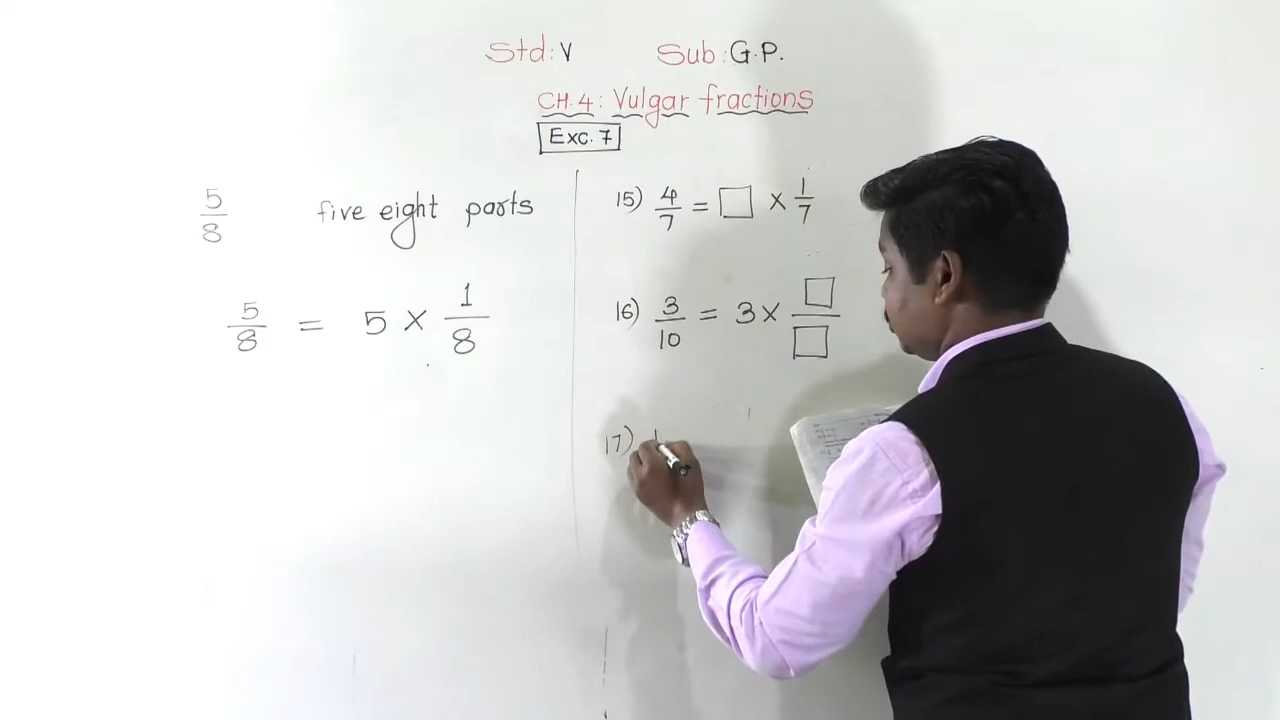 Std: V Sub: G.P.
CH.4: Vulgar fractions
Exc. 7
5/8 five eight parts
5/8 = 5 × 1/8
15) 4/7 = □ × 1/7
16) 3/10 = 3 × □/□
17)